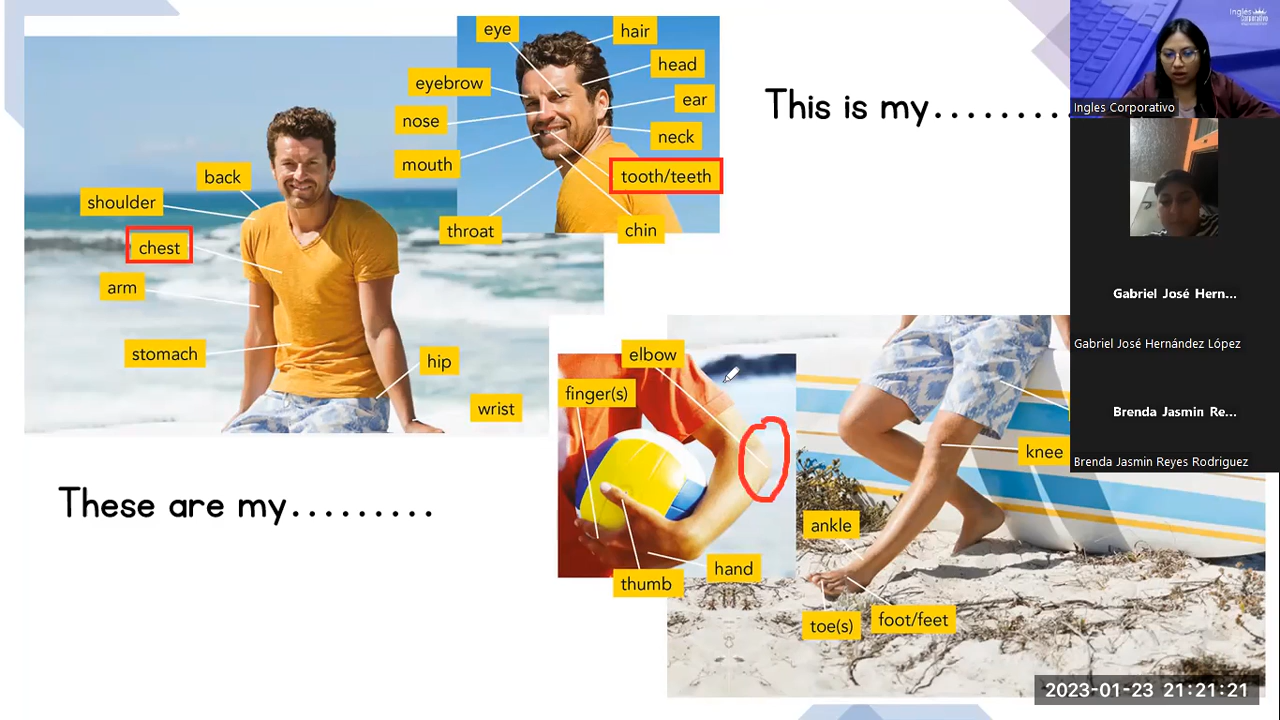 eye
hair
eyebrow
head
nose
ear
mouth
neck
tooth/teeth
throat
chin
This is my.........
back
shoulder
chest
arm
stomach
hip
wrist
These are my.........
elbow
finger(s)
thumb
hand
knee
ankle
toe(s)
foot/feet
Inglés
Corporativo
Ingles Corporativo
Gabriel José Hern...
Gabriel José Hernández López
Brenda Jasmin Re...
Brenda Jasmin Reyes Rodriguez
2023-01-23 21:21:21